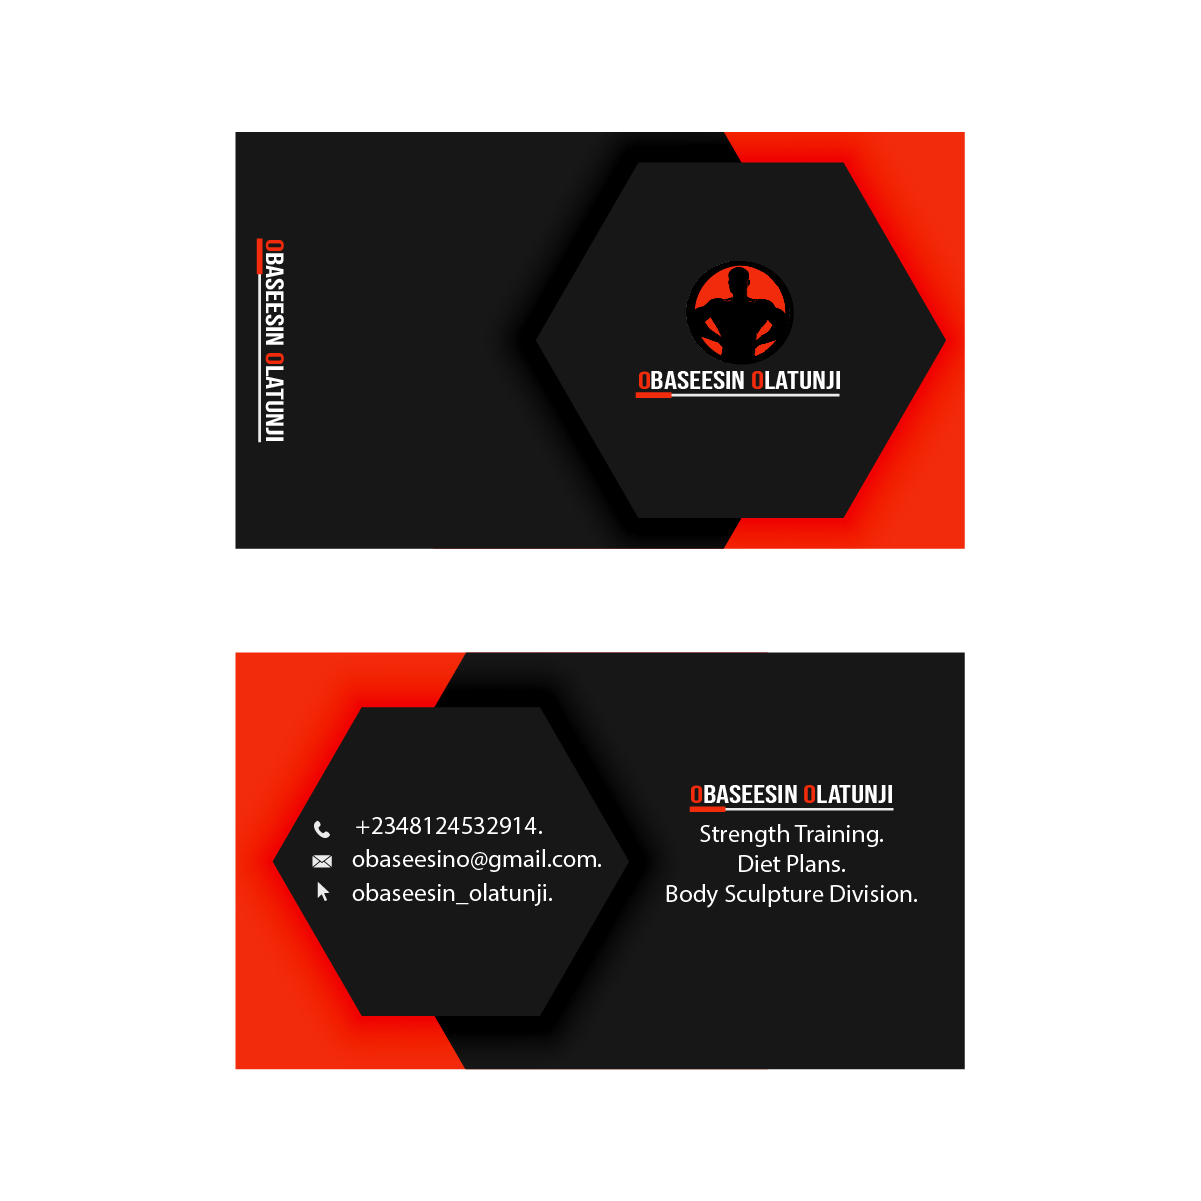 OBASEESIN OLATUNJI
OBASEESIN OLATUNJI
+2348124532914.
obaseesino@gmail.com.
obaseesin_olatunji.
OBASEESIN OLATUNJI
Strength Training.
Diet Plans.
Body Sculpture Division.